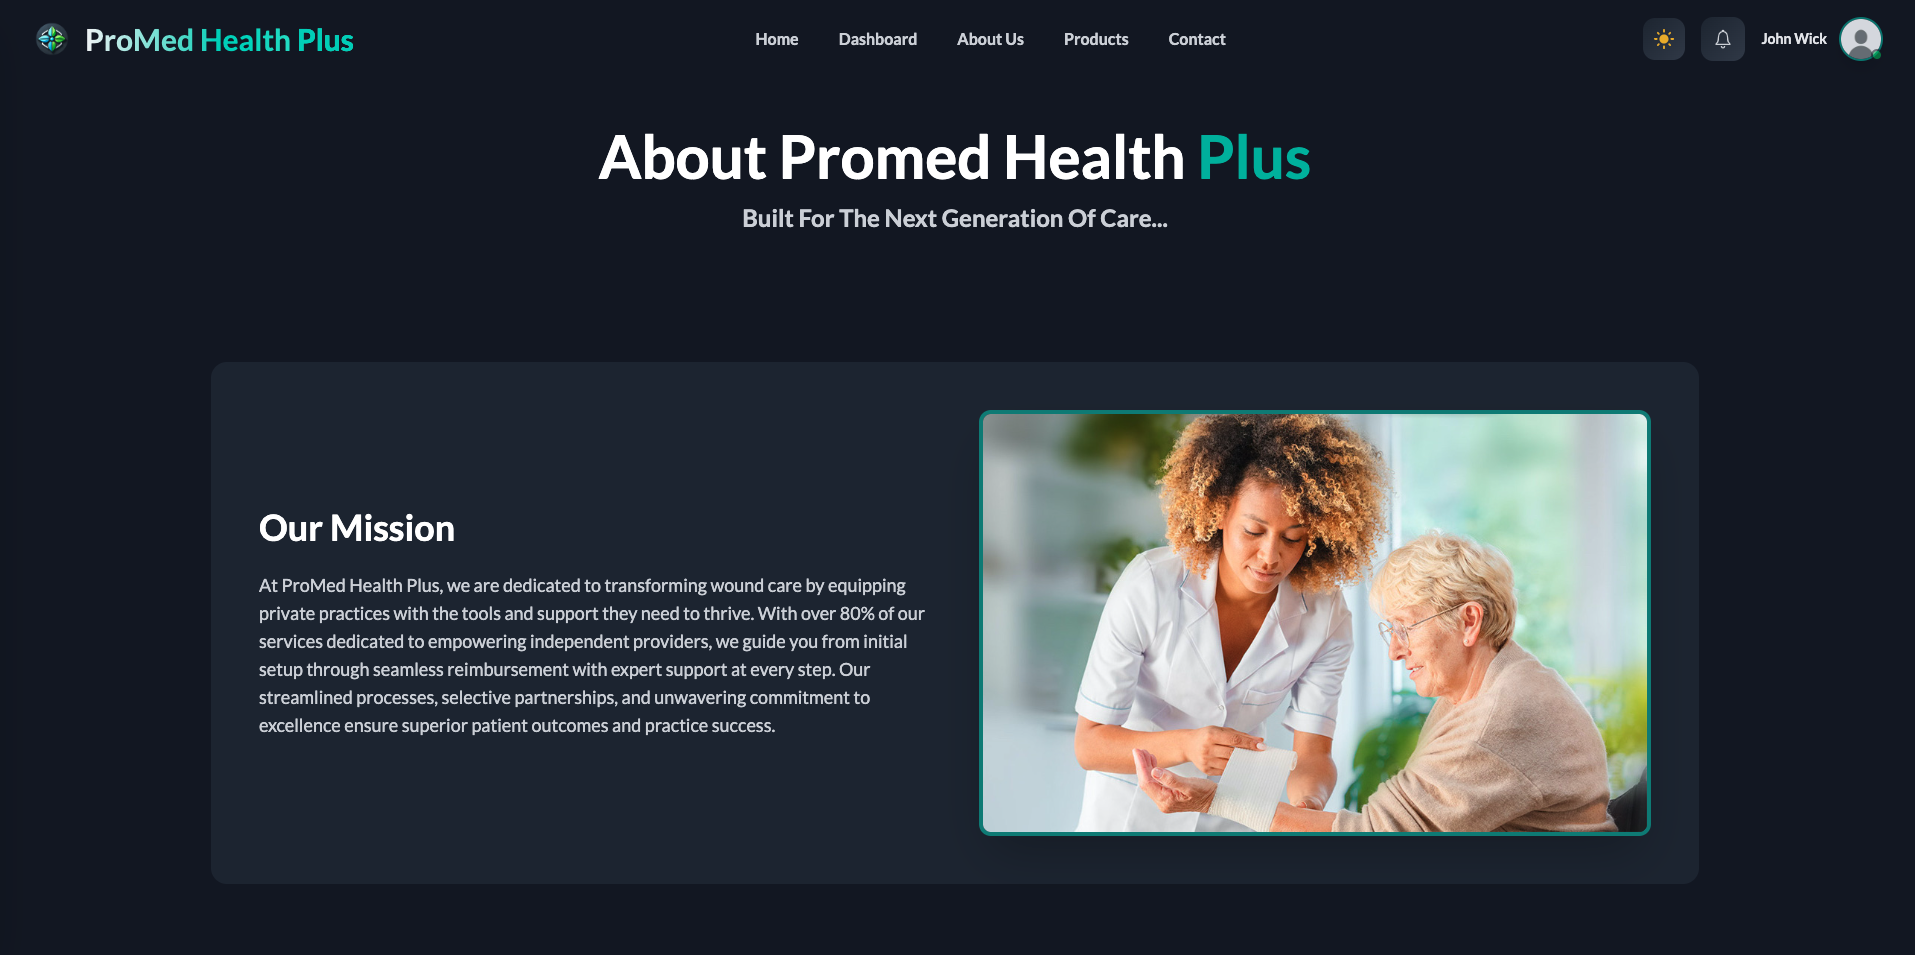 ProMed Health Plus
Home
Dashboard
About Us
Products
Contact
John Wick
About Promed Health Plus
Built For The Next Generation Of Care...
Our Mission
At ProMed Health Plus, we are dedicated to transforming wound care by equipping
private practices with the tools and support they need to thrive. With over 80% of our
services dedicated to empowering independent providers, we guide you from initial
setup through seamless reimbursement with expert support at every step. Our
streamlined processes, selective partnerships, and unwavering commitment to
excellence ensure superior patient outcomes and practice success.